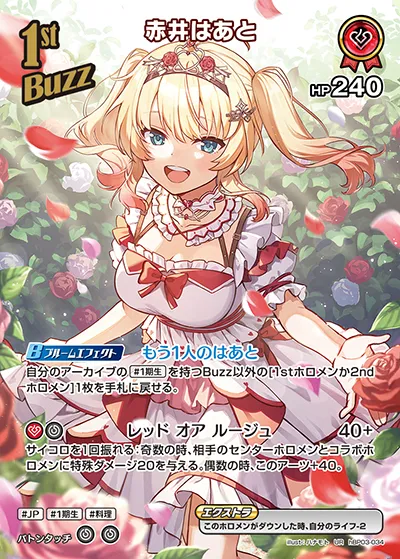 1st
Buzz
赤井はあと
HP240
Bブルームエフェクト もう1人のはあと
自分のアーカイブの #1期生 を持つBuzz以外の[1stホロメンか2nd
ホロメン]1枚を手札に戻せる。
レッド オア ルージュ 40+
サイコロを1回振れる:奇数の時、相手のセンターホロメンとコラボホ
ロメンに特殊ダメージ20を与える。偶数の時、このアーツ+40。
#JP #1期生 #料理
エクストラ
このホロメンがダウンした時、自分のライフ-2
バトンタッチ
illust: ハナモト UR hBP03-034